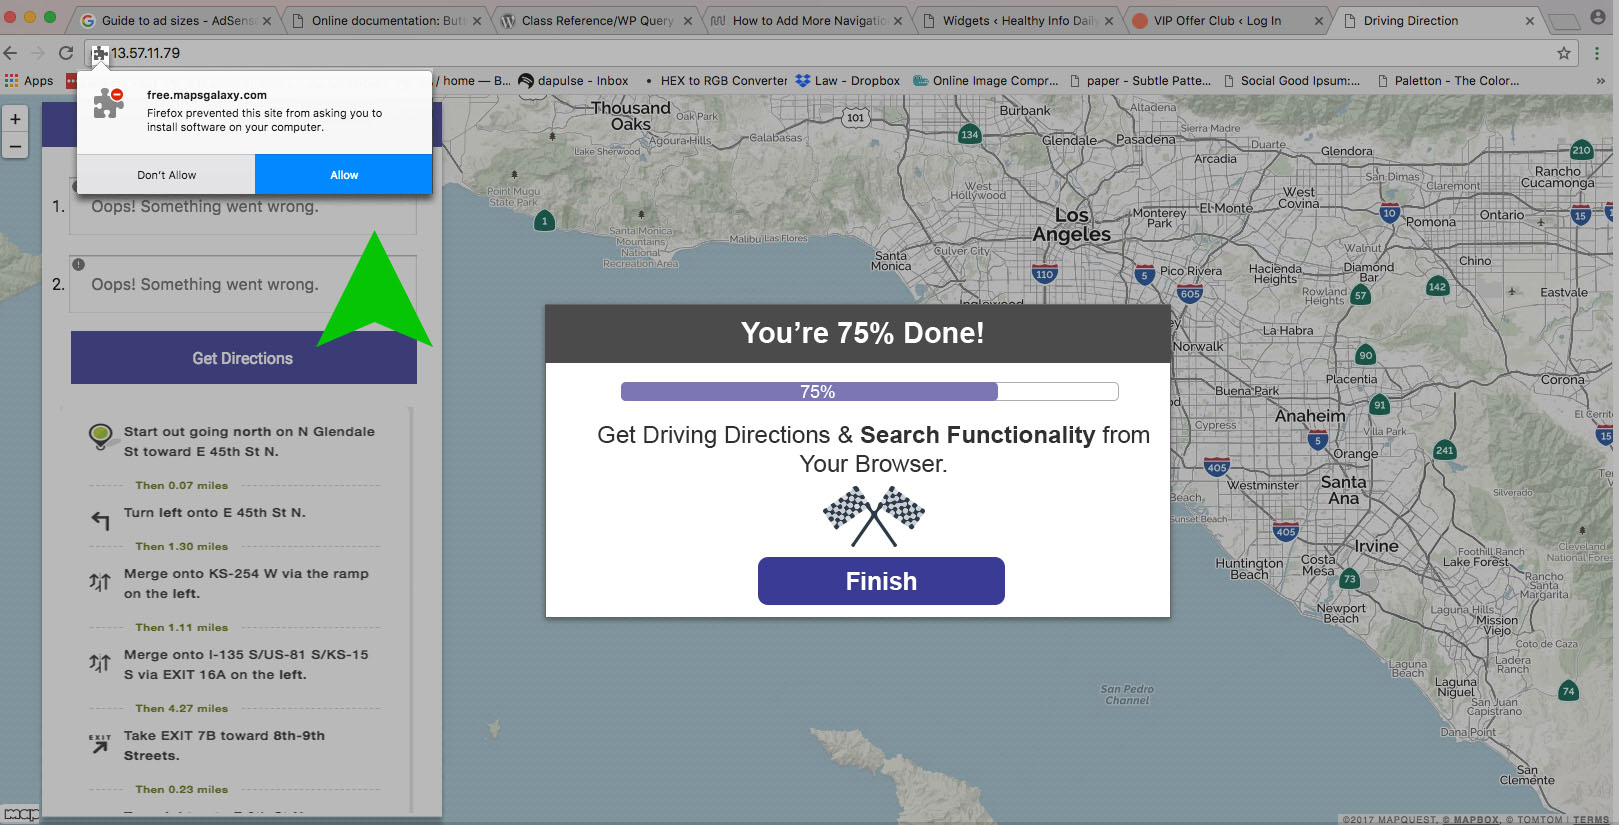 Guide to ad sizes - AdSens
Online documentation: But
Class Reference/WP Query
How to Add More Navigatio
Widgets ‹ Healthy Info Daily
VIP Offer Club ‹ Log In
Driving Direction
13.57.11.79
Apps
/ home — B...
dapulse - Inbox
HEX to RGB Converter
Law - Dropbox
Online Image Compr...
paper - Subtle Patte...
Social Good Ipsum:...
Paletton - The Color...
»
free.mapsgalaxy.com
Firefox prevented this site from asking you to
install software on your computer.
Don't Allow
Allow
+
−
1.
Oops! Something went wrong.
2.
Oops! Something went wrong.
Get Directions
Start out going north on N Glendale
St toward E 45th St N.
Then 0.07 miles
Turn left onto E 45th St N.
Then 1.30 miles
Merge onto KS-254 W via the ramp
on the left.
Then 1.11 miles
Merge onto I-135 S/US-81 S/KS-15
S via EXIT 16A on the left.
Then 4.27 miles
EXIT
Take EXIT 7B toward 8th-9th
Streets.
Then 0.23 miles
map
You're 75% Done!
75%
Get Driving Directions & Search Functionality from
Your Browser.
Finish
Thousand
Oaks
Oak Park
Agoura Hills
Calabasas
Lake Sherwood
101
Burbank
Altadena
134
Glendale
Pasadena
Sierra Madre
Arcadia
Duarte
Glendora
210
Rancho
Cucamonga
San Dimas
Claremont
Point Mugu
State Park
1
Santa Monica
Mountains
National
Recreation Area
Malibu
Las Flores
West
Hollywood
Los
Angeles
Monterey
Park
El Monte
West
Covina
10
Pomona
Ontario
15
Culver City
Santa
Monica
110
5
Pico Rivera
605
Hacienda
Heights
Walnut
Diamond
Bar
Rowland
Heights
57
142
Chino
Eastvale
Inglewood
Norwalk
La Habra
90
Placentia
Buena Park
Corona
91
Anaheim
Cypress
Villa Park
5
Orange
241
El Cerrito
15
405
Westminster
Santa
Ana
Silverado
Beach
Sunset Beach
405
Irvine
Cleveland
National Fores
Huntington
Beach
Costa
Mesa
73
Foothill Ranch
Lake Forest
Rancho
Santa
Margarita
Newport
Beach
Laguna Hills
Mission
Viejo
Coto de Caza
Laguna
Beach
Ladera
Ranch
Laguna
Niguel
74
San Juan
Capistrano
Dana Point
San
Clemente
San Pedro
Channel
©2017 MAPQUEST, © MAPBOX, © TOMTOM | TERMS